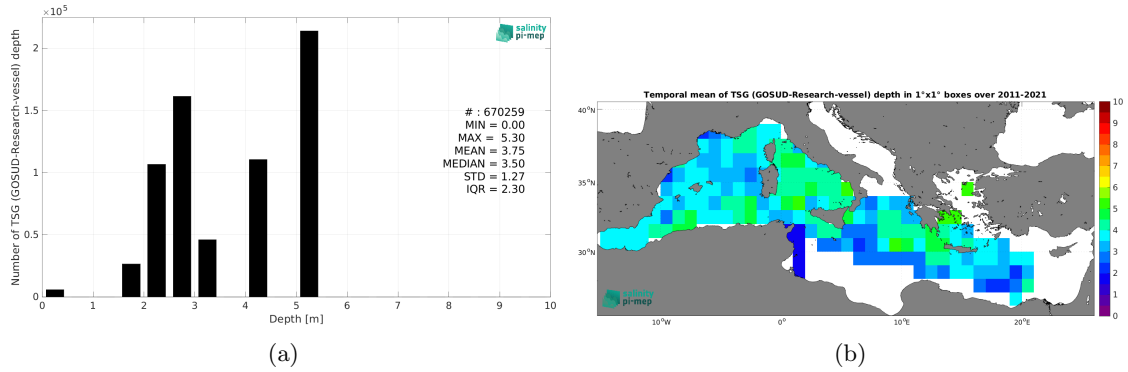 ×10⁵
2
1.5
1
0.5
0
Number of TSG (GOSUD-Research-vessel) depth
salinity
pi-mep
# : 670259
MIN = 0.00
MAX = 5.30
MEAN = 3.75
MEDIAN = 3.50
STD = 1.27
IQR = 2.30
0 1 2 3 4 5 6 7 8 9 10
Depth [m]
(a)
Temporal mean of TSG (GOSUD-Research-vessel) depth in 1°x1° boxes over 2011-2021
40°N
35°N
30°N
10°W 0° 10°E 20°E
salinity
pi-mep
10
9
8
7
6
5
4
3
2
1
0
(b)